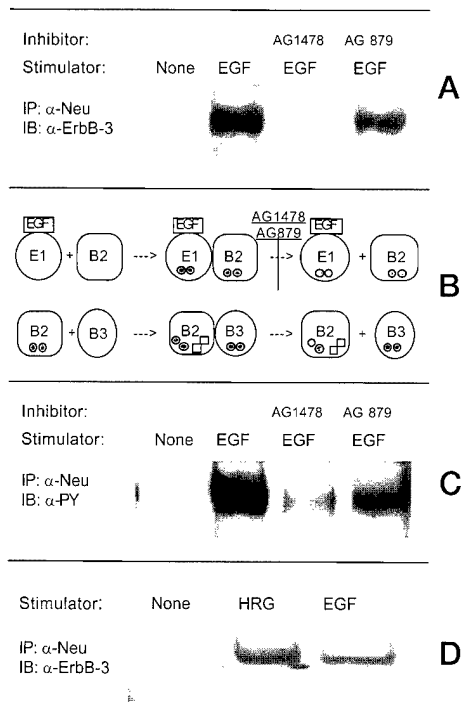 Inhibitor: AG1478 AG 879
Stimulator: None EGF EGF EGF
IP: α-Neu
IB: α-ErbB-3
A
EGF EGF AG1478 EGF
AG879
E1 + B2 ---> E1 B2 ---> E1 + B2
B2 + B3 ---> B2 B3 ---> B2 + B3
B
Inhibitor: AG1478 AG 879
Stimulator: None EGF EGF EGF
IP: α-Neu
IB: α-PY
C
Stimulator: None HRG EGF
IP: α-Neu
IB: α-ErbB-3
D